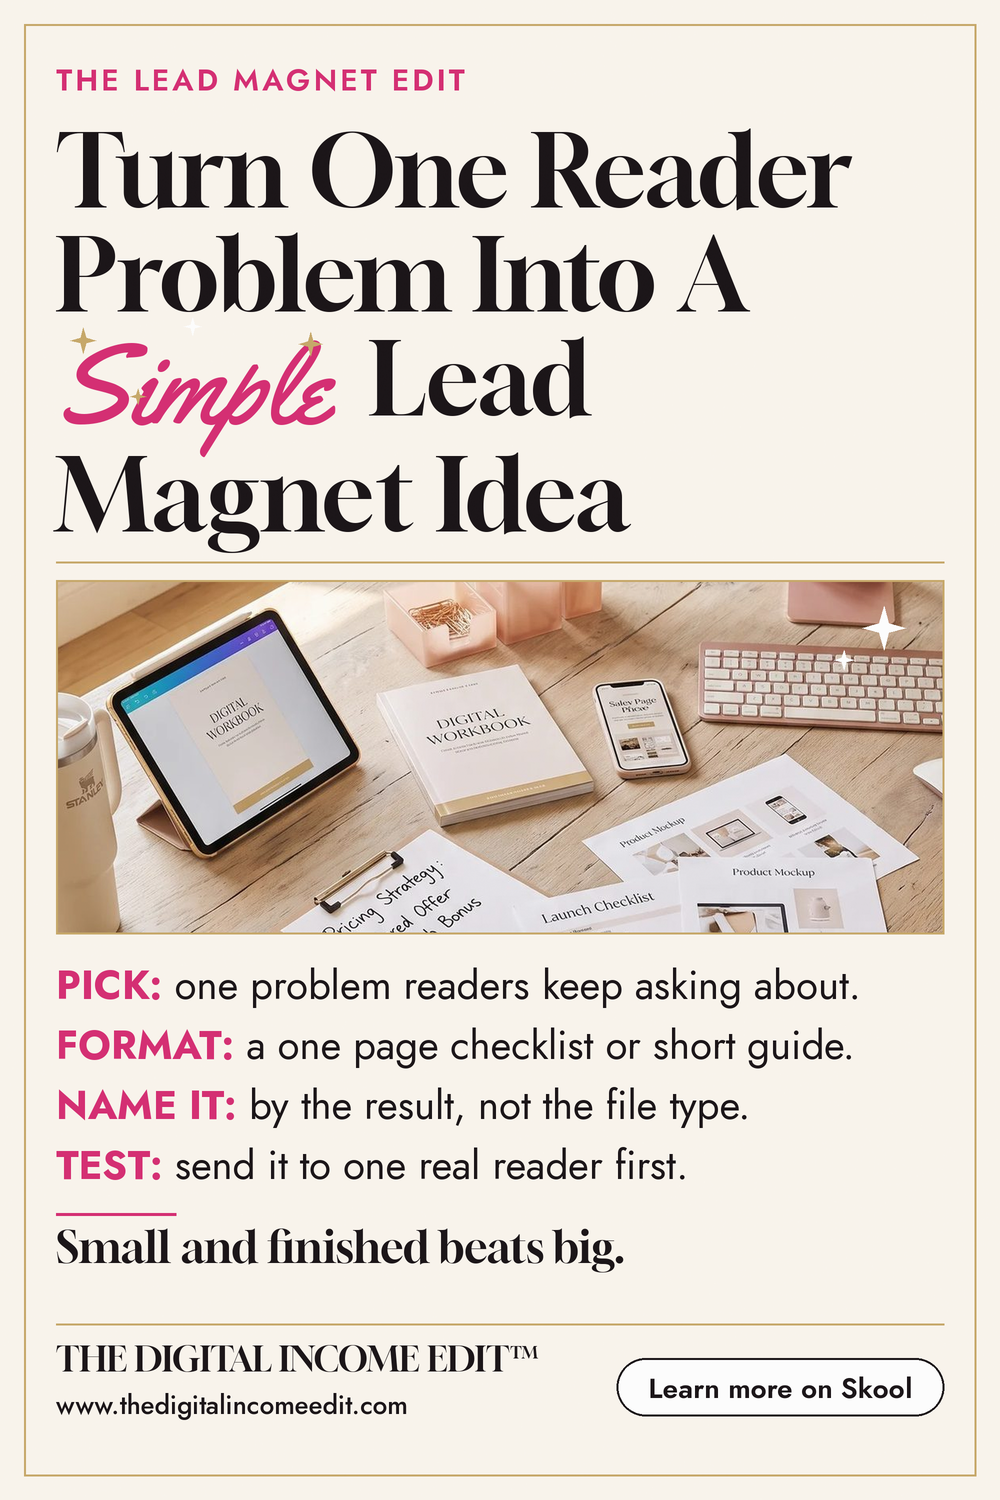 THE LEAD MAGNET EDIT
Turn One Reader
Problem Into A
Simple Lead
Magnet Idea
DIGITAL
WORKBOOK
STANLEY
DIGITAL
WORKBOOK
Sales Page
Product Mockup
Product Mockup
Launch Checklist
Pricing Strategy:
Offer
Bonus
PICK: one problem readers keep asking about.
FORMAT: a one page checklist or short guide.
NAME IT: by the result, not the file type.
TEST: send it to one real reader first.
Small and finished beats big.
THE DIGITAL INCOME EDIT™
www.thedigitalincomeedit.com
Learn more on Skool